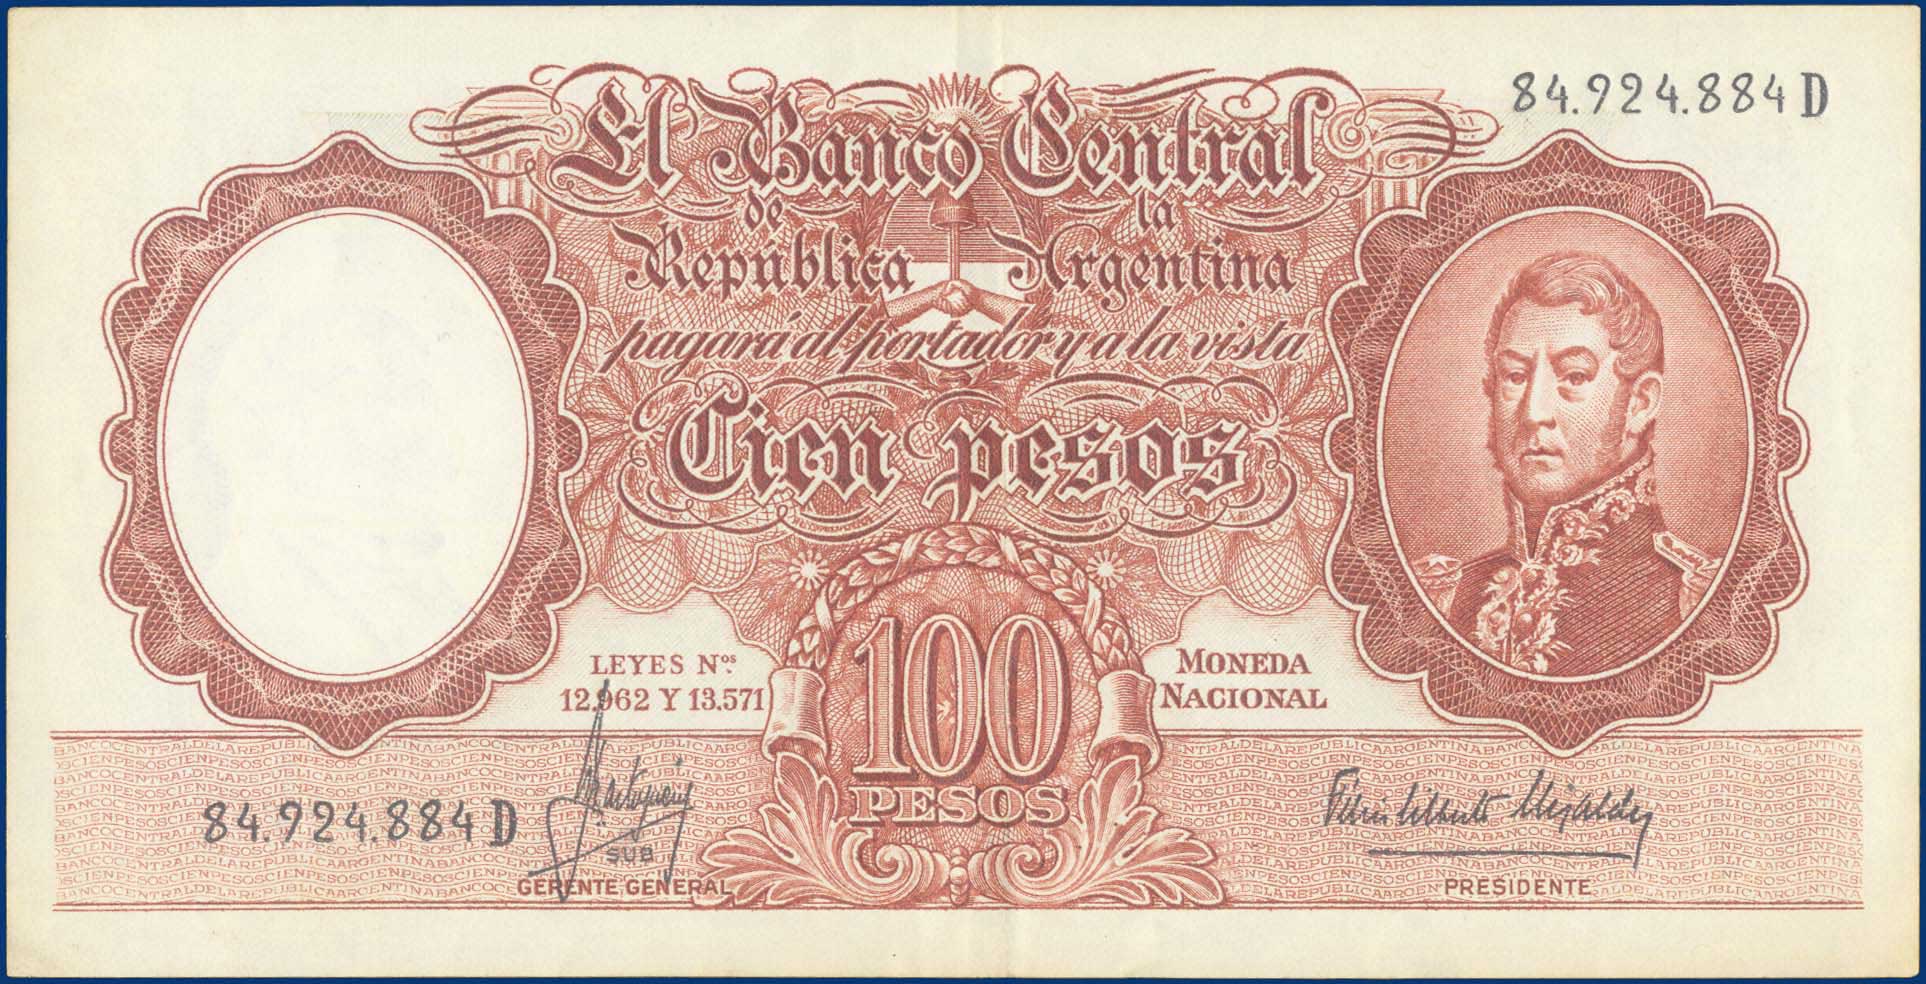 84.924.884 D
El Banco Central
de la
República Argentina
pagará al portador y a la vista
Cien pesos
LEYES Nos.
12.962 Y 13.571
MONEDA
NACIONAL
100
PESOS
84.924.884 D
SUB
GERENTE GENERAL
PRESIDENTE